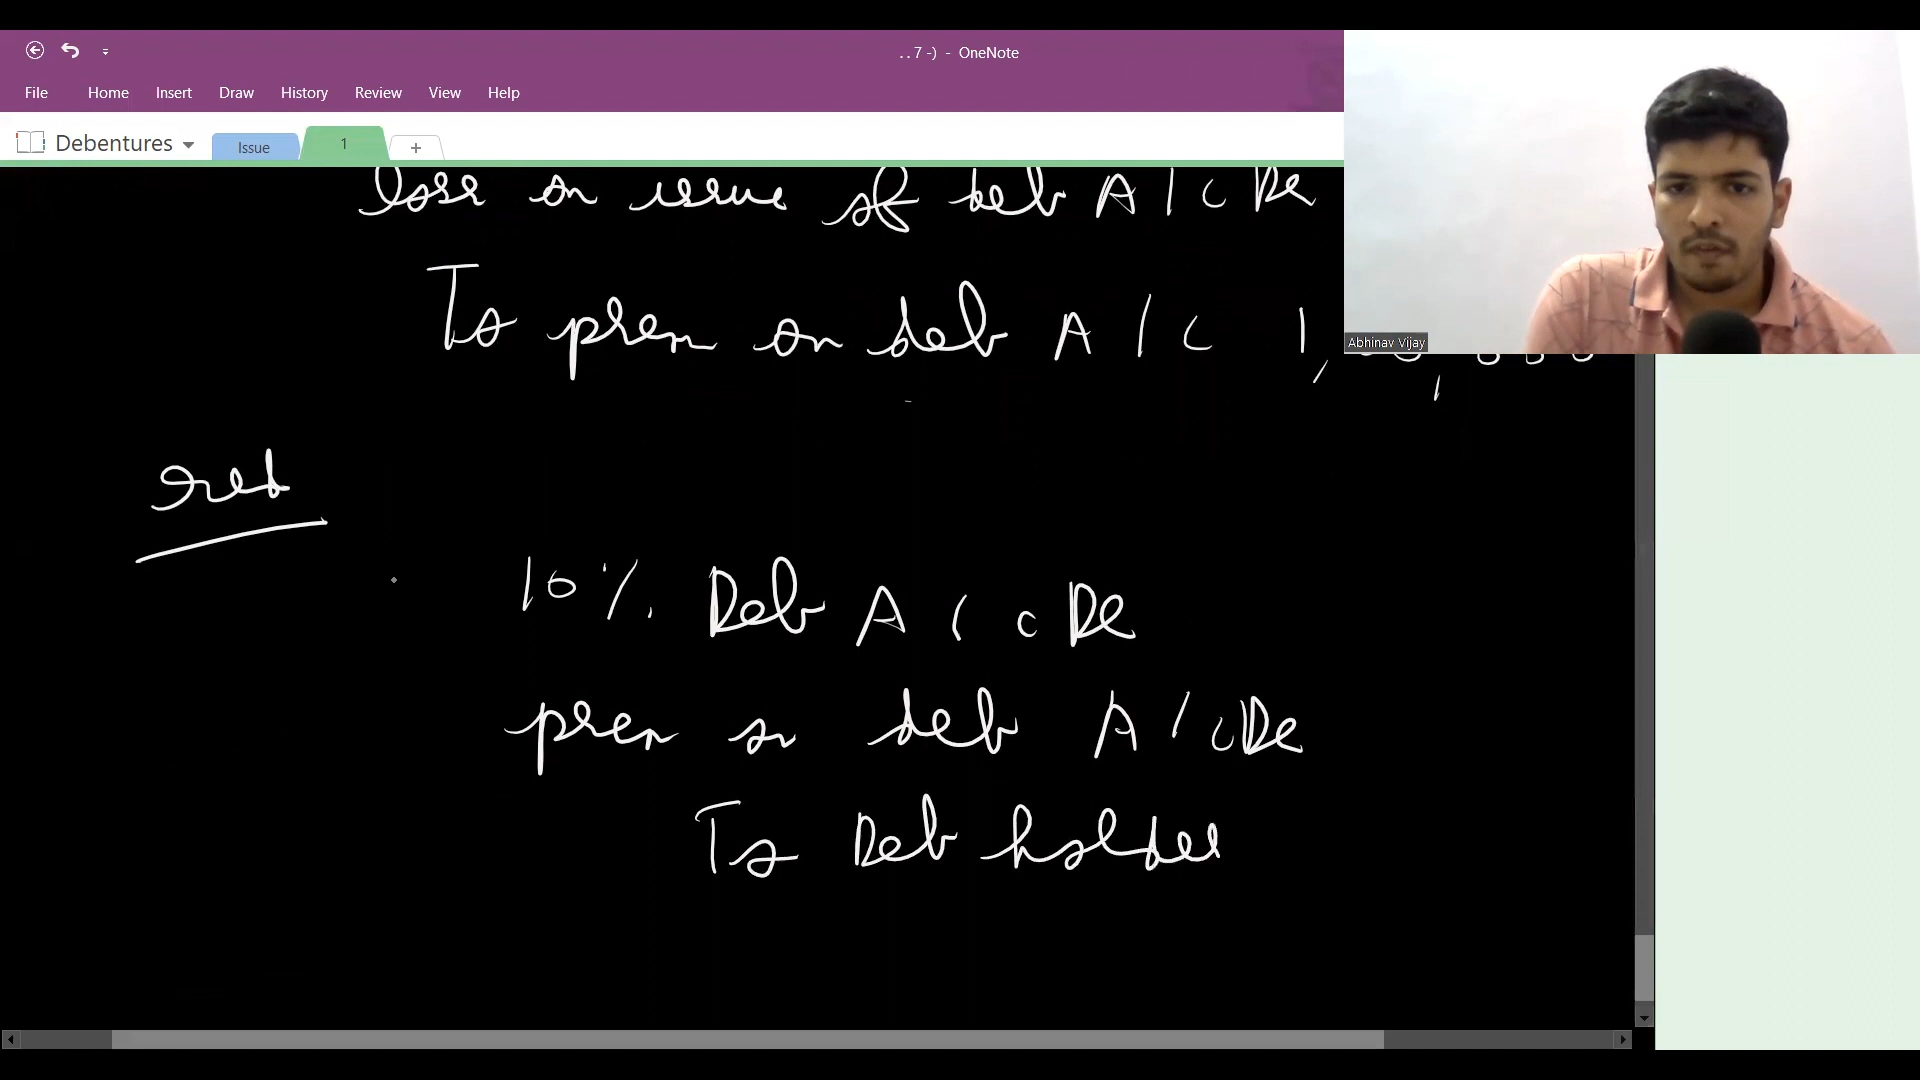 . . 7 -) - OneNote
File Home Insert Draw History Review View Help
Debentures Issue 1 +
loss on issue of deb A/c Dr
To prem on deb A/c 1,
Abhinav Vijay
red
10%. Deb A/c Dr
prem on deb A/c Dr
To Deb holder